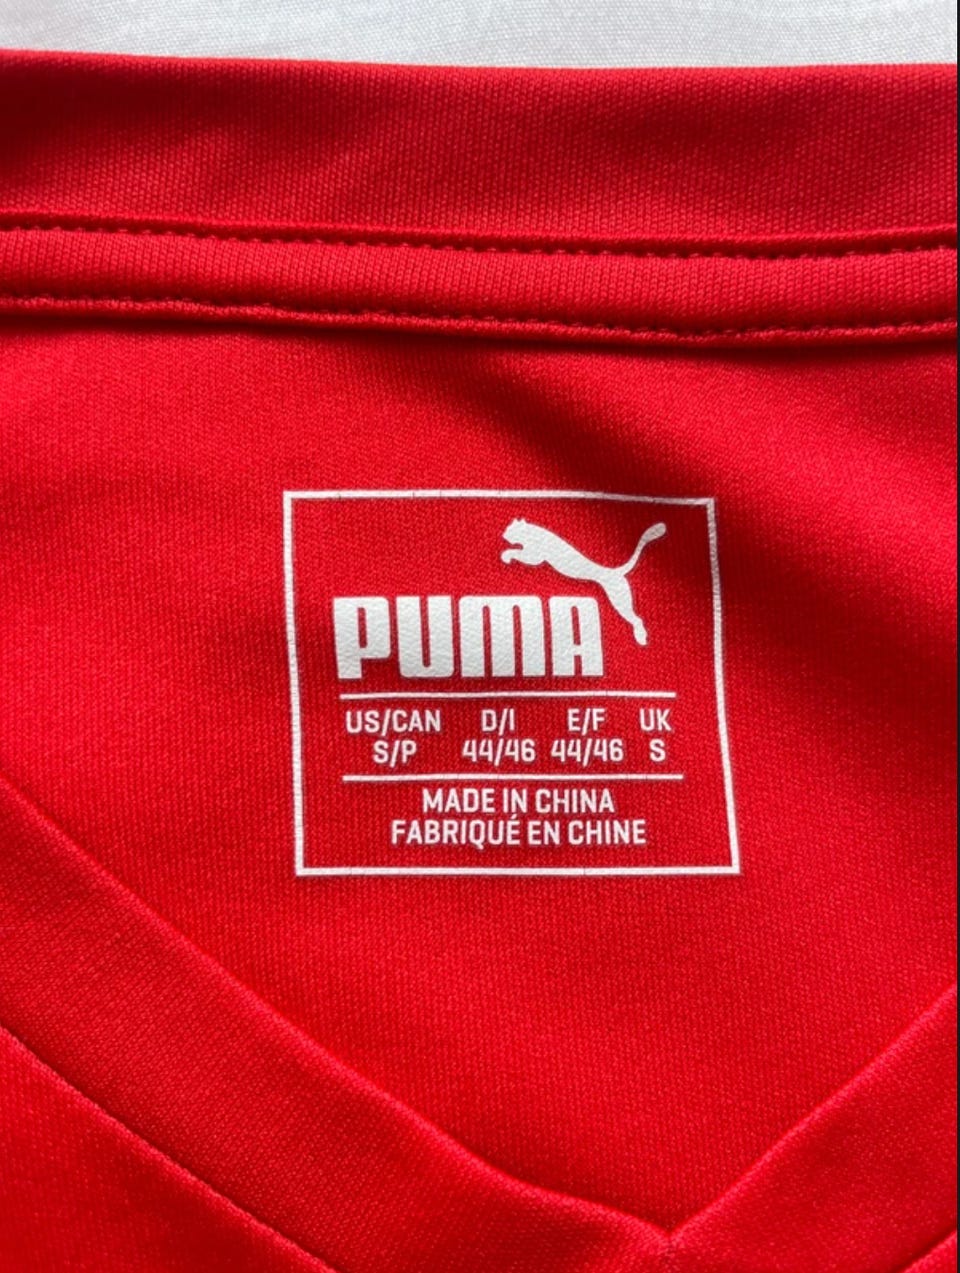 PUMA
US/CAN D/I E/F UK
S/P 44/46 44/46 S
MADE IN CHINA
FABRIQUÉ EN CHINE